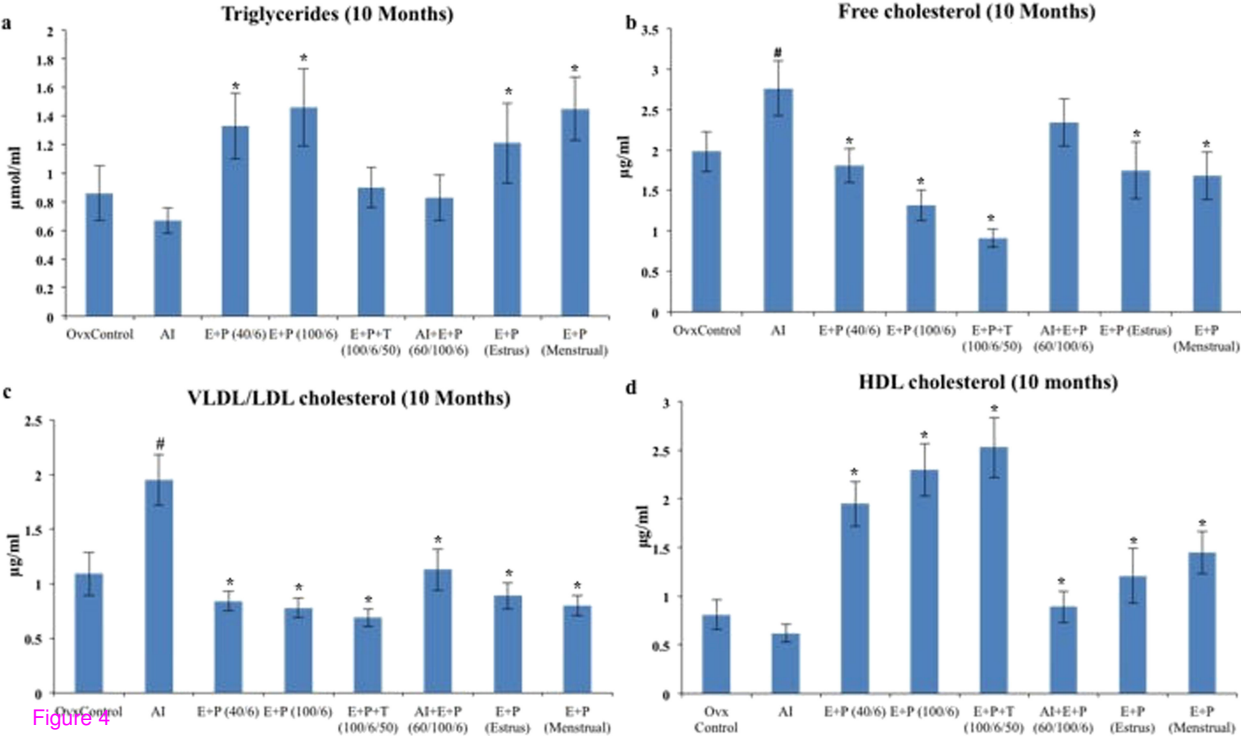 a
Triglycerides (10 Months)
2
1.8
1.6
1.4
1.2
1
0.8
0.6
0.4
0.2
0
μmol/ml
*
*
*
*
OvxControl AI E+P (40/6) E+P (100/6) E+P+T E+P AI+E+P E+P
(100/6/50) (60/100/6) (Estrus) (Menstrual)
b
Free cholesterol (10 Months)
3.5
3
2.5
2
1.5
1
0.5
0
μg/ml
#
*
*
*
*
*
OvxControl AI E+P (40/6) E+P (100/6) E+P+T AI+E+P E+P (Estrus) E+P
(100/6/50) (60/100/6) (Menstrual)
c
VLDL/LDL cholesterol (10 Months)
2.5
2
1.5
1
0.5
0
μg/ml
#
*
*
*
*
*
*
OvxControl AI E+P (40/6) E+P (100/6) E+P+T AI+E+P E+P E+P
(100/6/50) (60/100/6) (Estrus) (Menstrual)
Figure 4
d
HDL cholesterol (10 months)
3
2.5
2
1.5
1
0.5
0
μg/ml
*
*
*
*
*
*
Ovx AI E+P (40/6) E+P (100/6) E+P+T AI+E+P E+P E+P
Control (100/6/50) (60/100/6) (Estrus) (Menstrual)